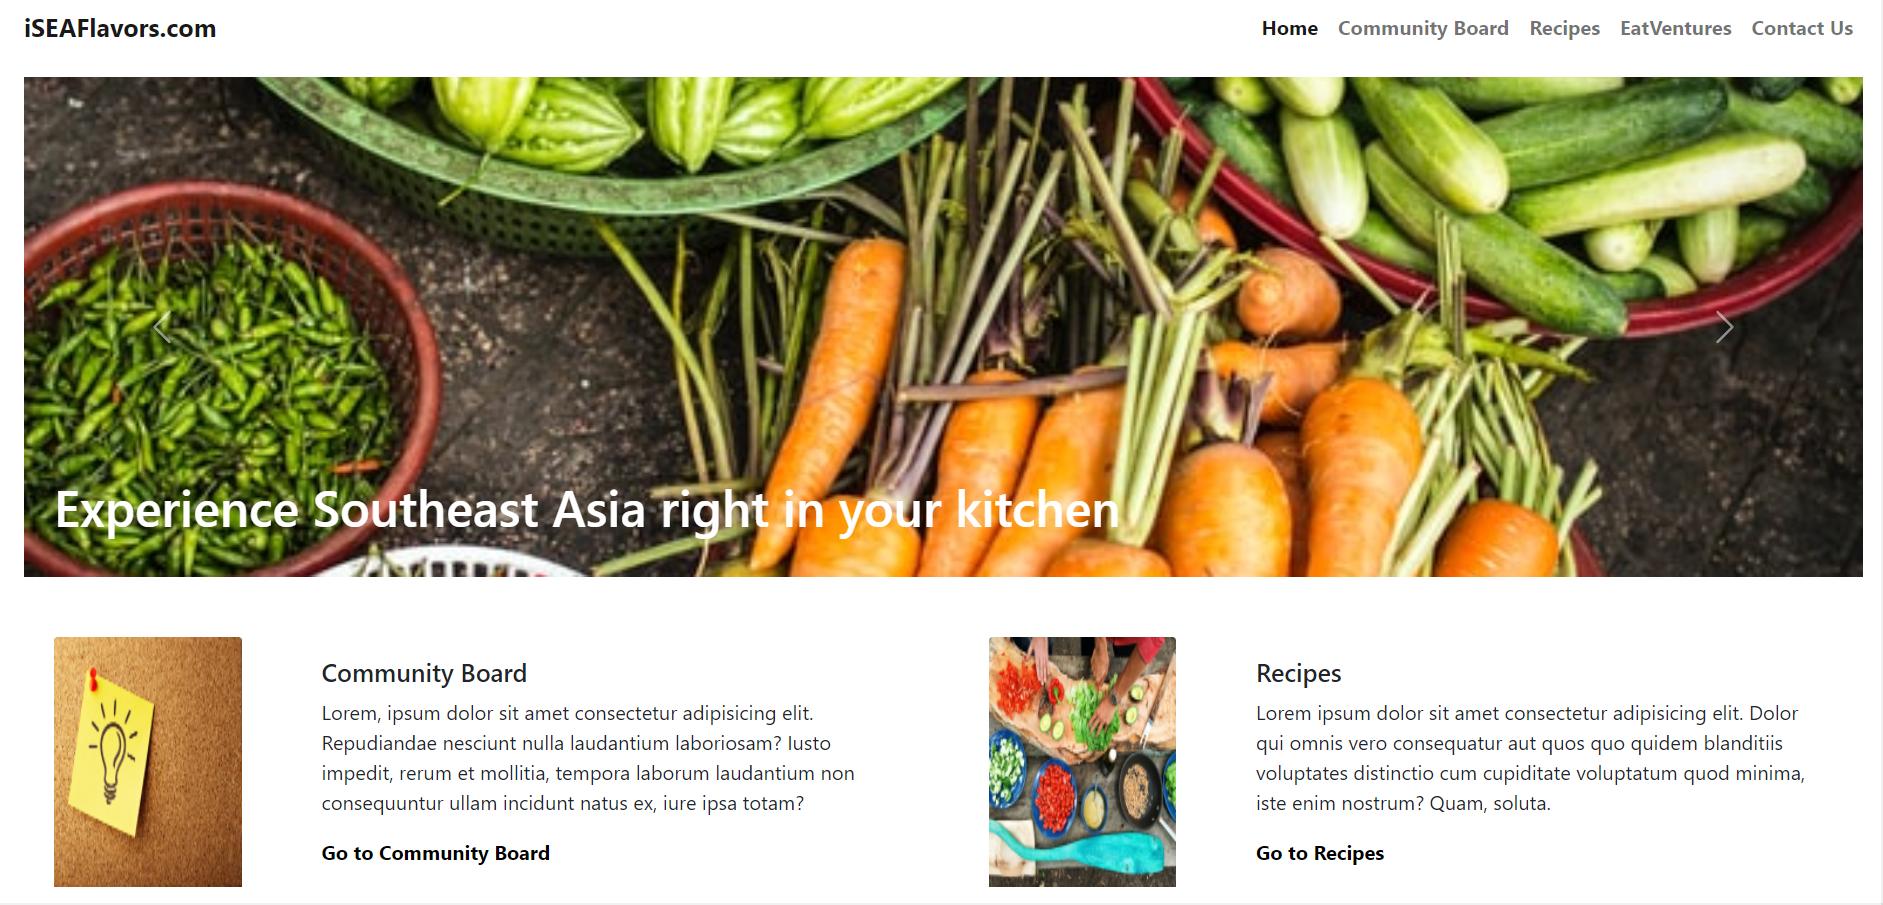 iSEAFlavors.com
Home Community Board Recipes EatVentures Contact Us
Experience Southeast Asia right in your kitchen
Community Board
Lorem, ipsum dolor sit amet consectetur adipisicing elit.
Repudiandae nesciunt nulla laudantium laboriosam? Iusto
impedit, rerum et mollitia, tempora laborum laudantium non
consequuntur ullam incidunt natus ex, iure ipsa totam?
Go to Community Board
Recipes
Lorem ipsum dolor sit amet consectetur adipisicing elit. Dolor
qui omnis vero consequatur aut quos quo quidem blanditiis
voluptates distinctio cum cupiditate voluptatum quod minima,
iste enim nostrum? Quam, soluta.
Go to Recipes